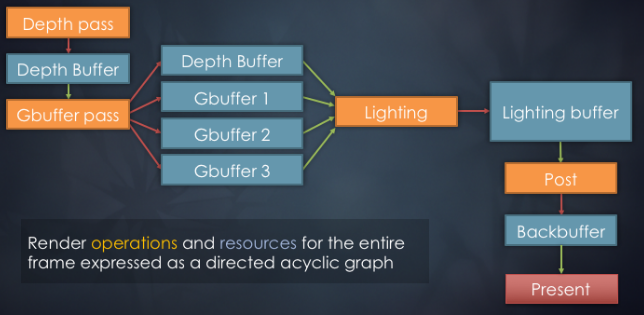 Depth pass
Depth Buffer
Gbuffer pass
Depth Buffer
Gbuffer 1
Gbuffer 2
Gbuffer 3
Lighting
Lighting buffer
Post
Backbuffer
Present
Render operations and resources for the entire
frame expressed as a directed acyclic graph